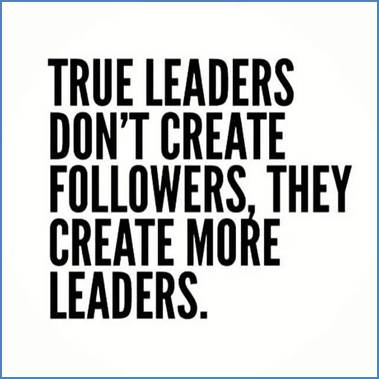 TRUE LEADERS
DON'T CREATE
FOLLOWERS, THEY
CREATE MORE
LEADERS.